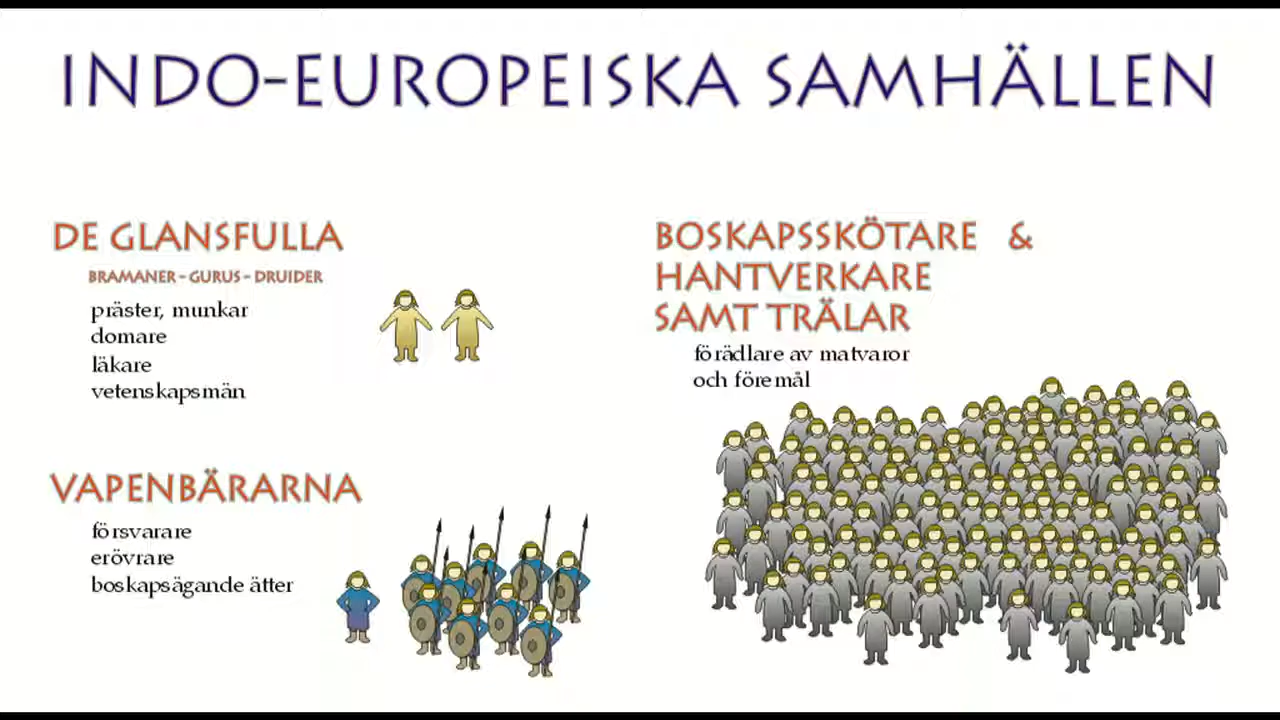 INDO-EUROPEISKA SAMHÄLLEN
DE GLANSFULLA
BRAMANER - GURUS - DRUIDER
präster, munkar
domare
läkare
vetenskapsmän
VAPENBÄRARNA
försvarare
erövrare
boskapsägande ätter
BOSKAPSSKÖTARE &
HANTVERKARE
SAMT TRÄLAR
förädlare av matvaror
och föremål